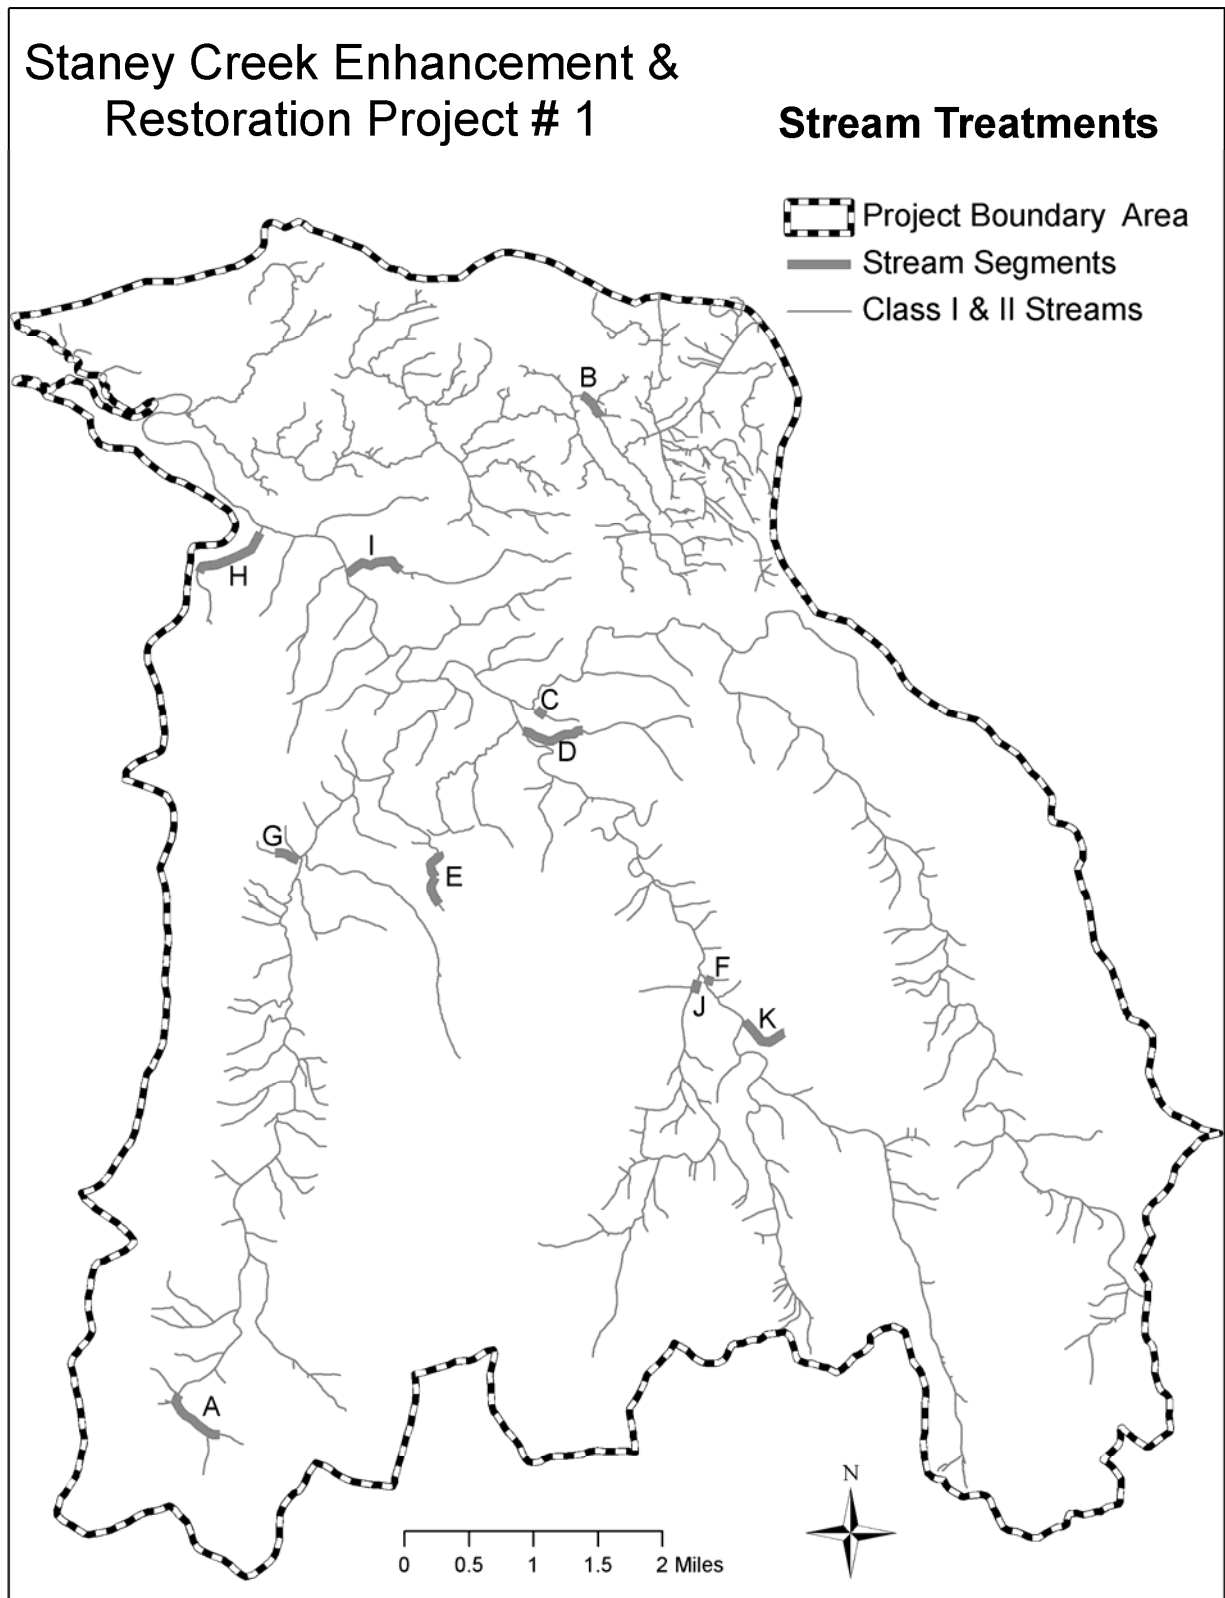 Staney Creek Enhancement &
Restoration Project # 1
Stream Treatments
Project Boundary Area
Stream Segments
Class I & II Streams
B
I
H
C
D
G
E
F
J
K
A
N
0 0.5 1 1.5 2 Miles